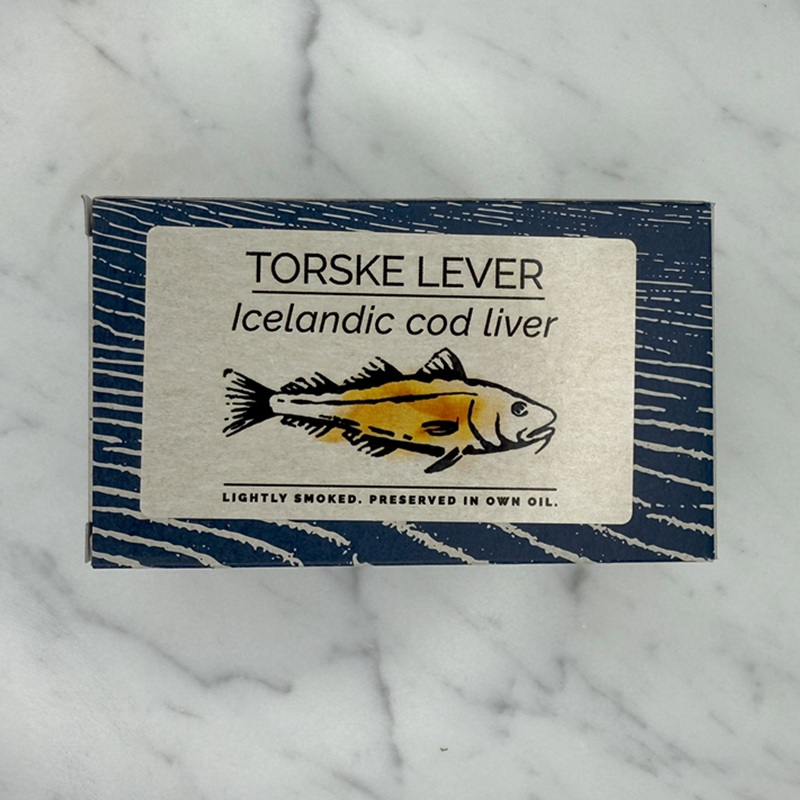 TORSKE LEVER
Icelandic cod liver
LIGHTLY SMOKED. PRESERVED IN OWN OIL.